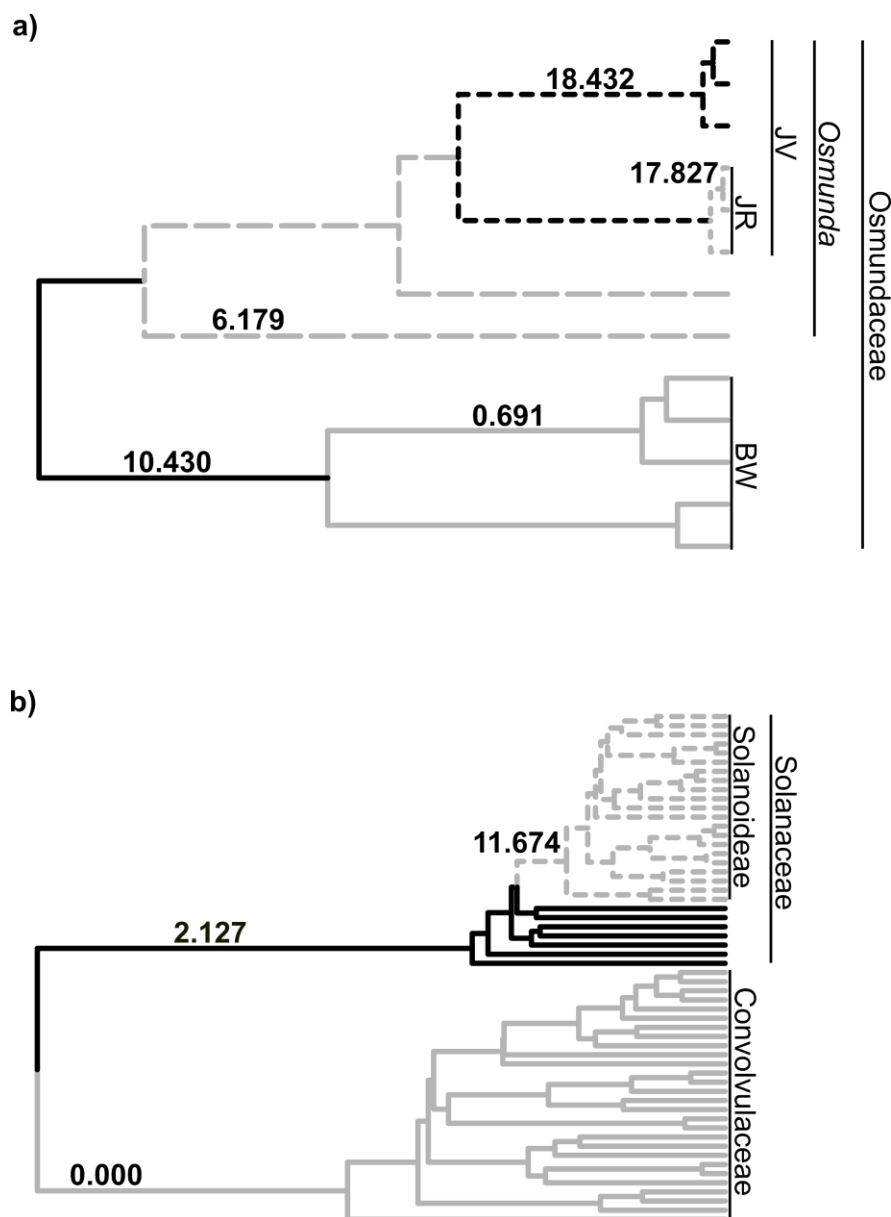 a)
18.432
17.827
6.179
0.691
10.430
JV
JR
Osmunda
Osmundaceae
BW
b)
11.674
2.127
0.000
Solanoideae
Solanaceae
Convolvulaceae